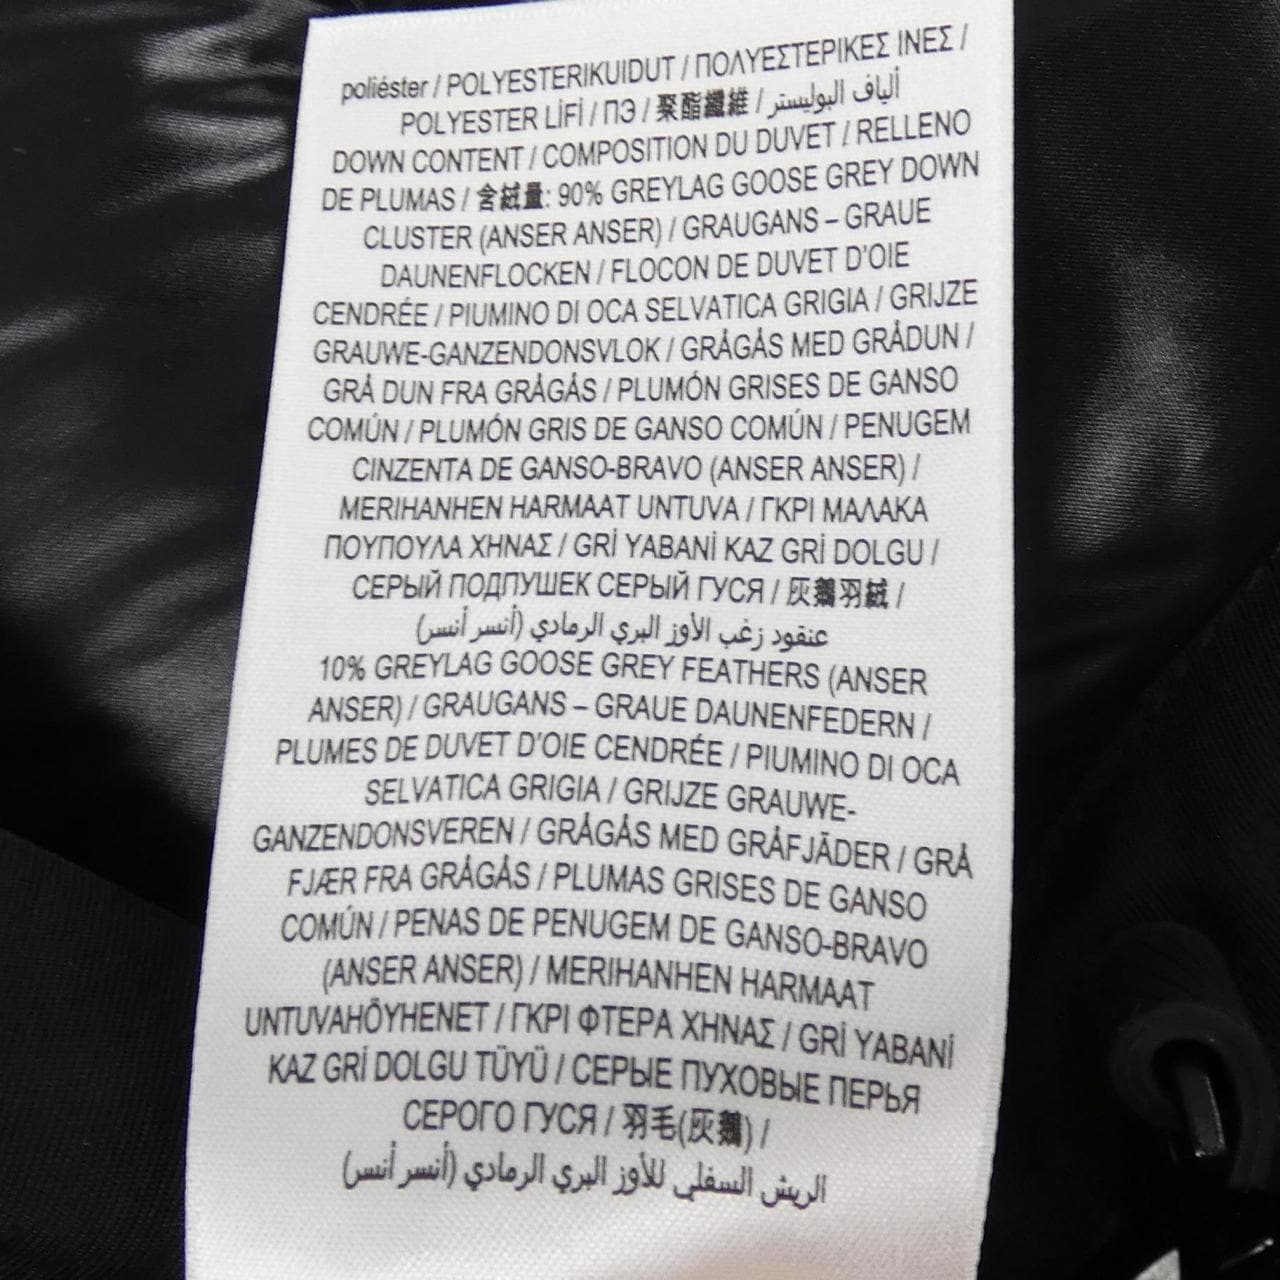 poliéster / POLYESTERIKUIDUT / ΠΟΛΥΕΣΤΕΡΙΚΕΣ ΙΝΕΣ /
POLYESTER LİFİ / ПЭ / 聚酯纖維 / ألياف البوليستر
DOWN CONTENT / COMPOSITION DU DUVET / RELLENO
DE PLUMAS / 含絨量: 90% GREYLAG GOOSE GREY DOWN
CLUSTER (ANSER ANSER) / GRAUGANS – GRAUE
DAUNENFLOCKEN / FLOCON DE DUVET D'OIE
CENDRÉE / PIUMINO DI OCA SELVATICA GRIGIA / GRIJZE
GRAUWE-GANZENDONSVLOK / GRÅGÅS MED GRÅDUN /
GRÅ DUN FRA GRÅGÅS / PLUMÓN GRISES DE GANSO
COMÚN / PLUMÓN GRIS DE GANSO COMÚN / PENUGEM
CINZENTA DE GANSO-BRAVO (ANSER ANSER) /
MERIHANHEN HARMAAT UNTUVA / ΓΚΡΙ ΜΑΛΑΚΑ
ΠΟΥΠΟΥΛΑ ΧΗΝΑΣ / GRİ YABANİ KAZ GRİ DOLGU /
СЕРЫЙ ПОДПУШЕК СЕРЫЙ ГУСЯ / 灰鵝羽絨 /
عنقود زغب الأوز البري الرمادي (أنسر أنسر)
10% GREYLAG GOOSE GREY FEATHERS (ANSER
ANSER) / GRAUGANS – GRAUE DAUNENFEDERN /
PLUMES DE DUVET D'OIE CENDRÉE / PIUMINO DI OCA
SELVATICA GRIGIA / GRIJZE GRAUWE-
GANZENDONSVEREN / GRÅGÅS MED GRÅFJÄDER / GRÅ
FJÆR FRA GRÅGÅS / PLUMAS GRISES DE GANSO
COMÚN / PENAS DE PENUGEM DE GANSO-BRAVO
(ANSER ANSER) / MERIHANHEN HARMAAT
UNTUVAHÖYHENET / ΓΚΡΙ ΦΤΕΡΑ ΧΗΝΑΣ / GRİ YABANİ
KAZ GRİ DOLGU TÜYÜ / СЕРЫЕ ПУХОВЫЕ ПЕРЬЯ
СЕРОГО ГУСЯ / 羽毛(灰鵝) /
الريش السفلي للأوز البري الرمادي (أنسر أنسر)